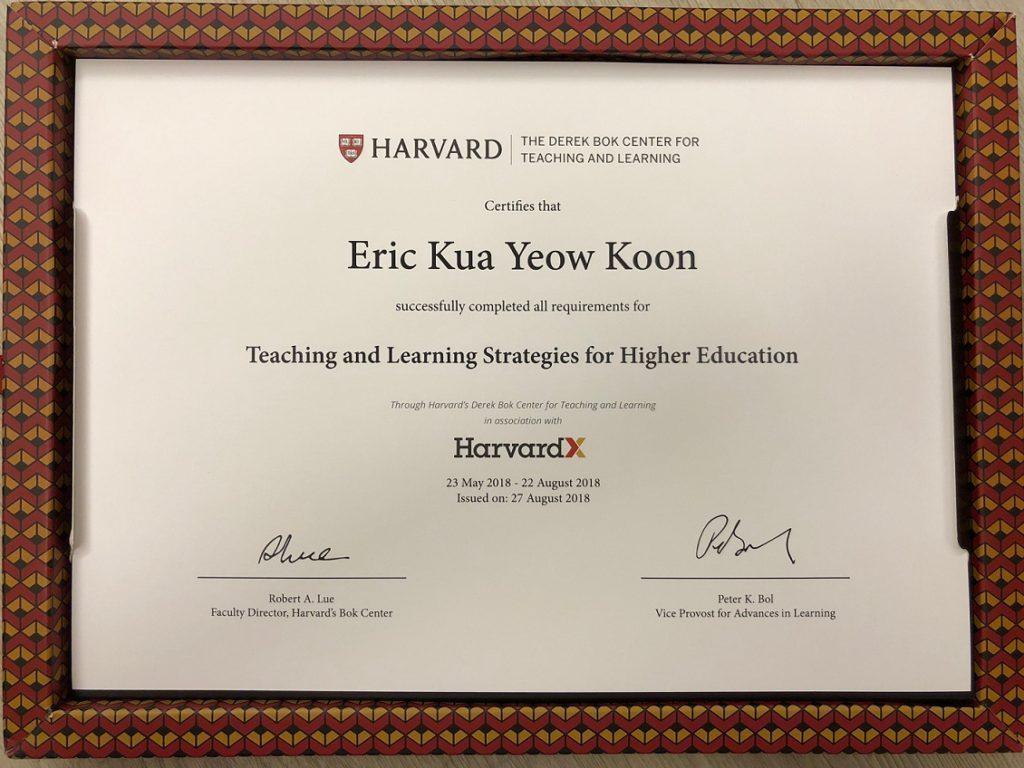 HARVARD
THE DEREK BOK CENTER FOR
TEACHING AND LEARNING
Certifies that
Eric Kua Yeow Koon
successfully completed all requirements for
Teaching and Learning Strategies for Higher Education
Through Harvard's Derek Bok Center for Teaching and Learning
in association with
HarvardX
23 May 2018 - 22 August 2018
Issued on: 27 August 2018
Robert A. Lue
Faculty Director, Harvard's Bok Center
Peter K. Bol
Vice Provost for Advances in Learning